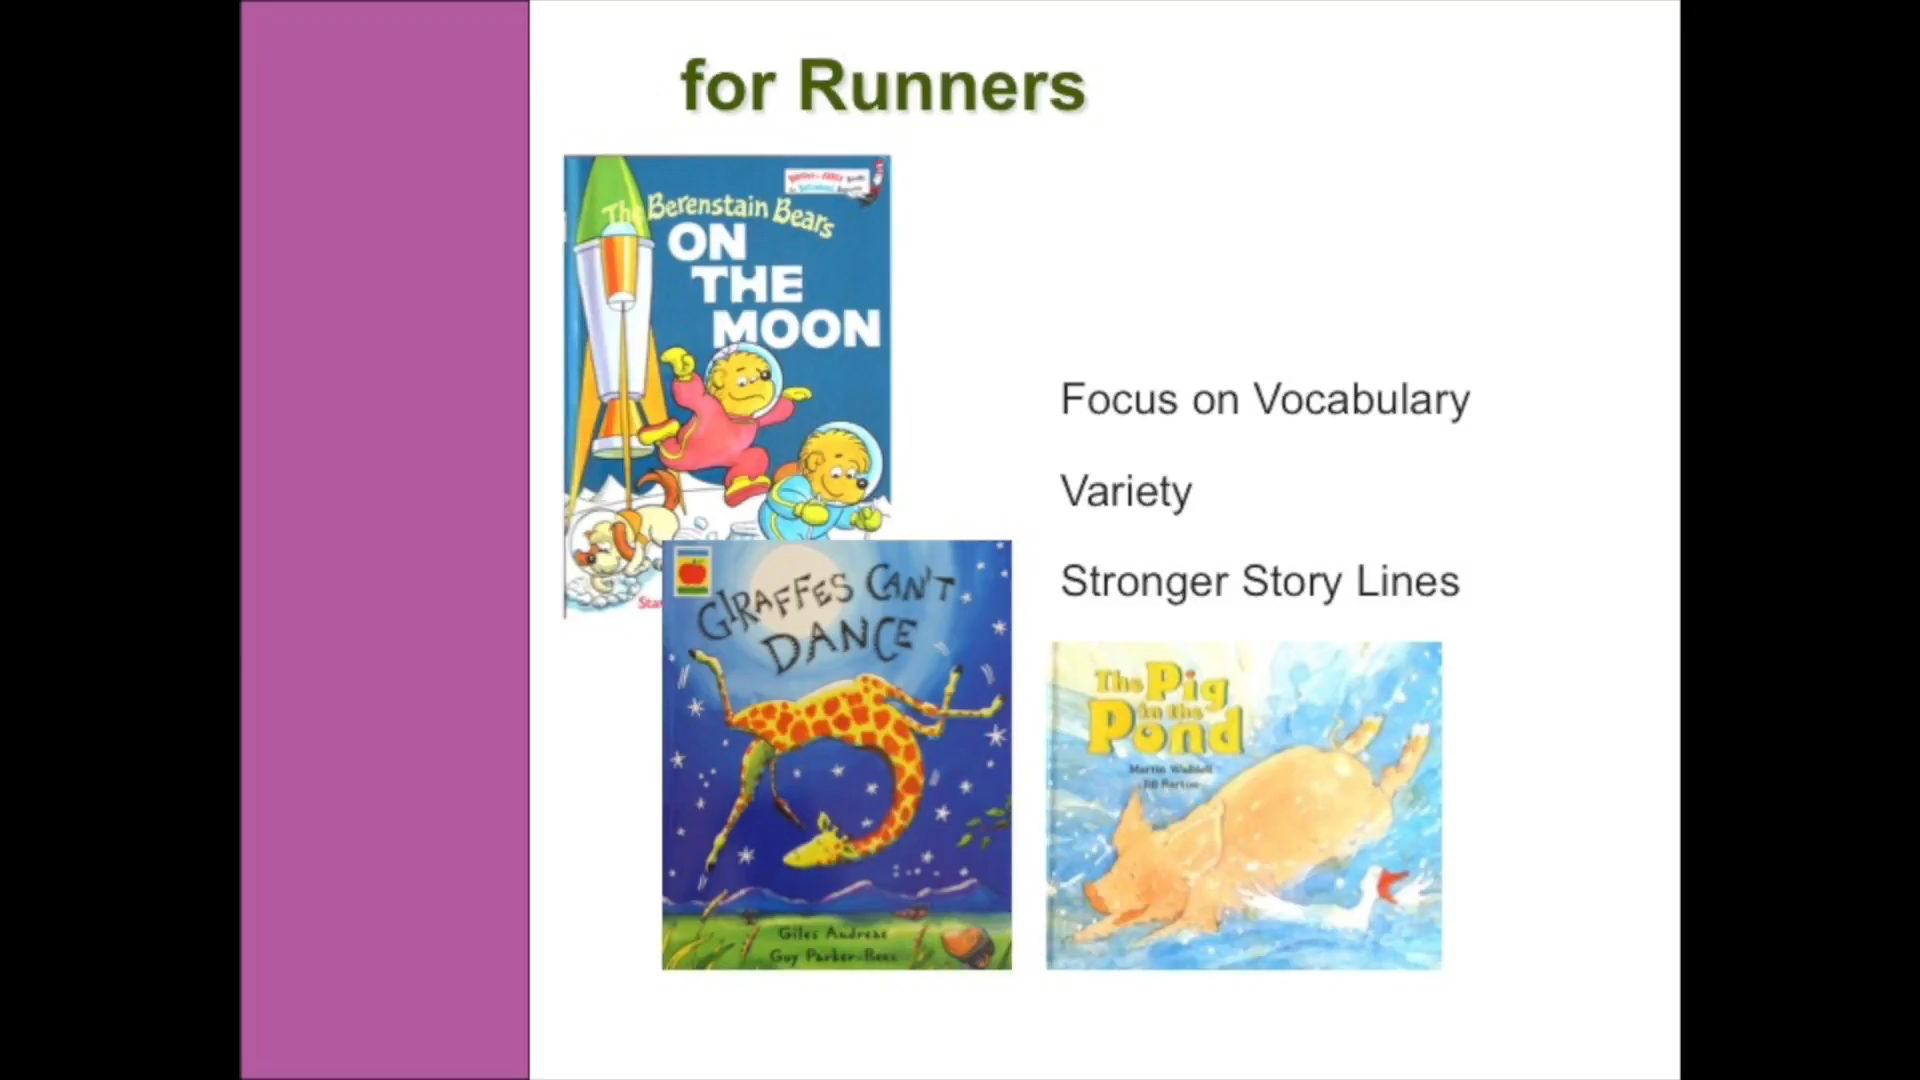 for Runners
The Berenstain Bears
ON
THE
MOON
Focus on Vocabulary
Variety
Stronger Story Lines
GIRAFFES CAN'T
DANCE
Giles Andreae
Guy Parker-Rees
The Pig
in the
Pond
Martin Waddell
Jill Barton